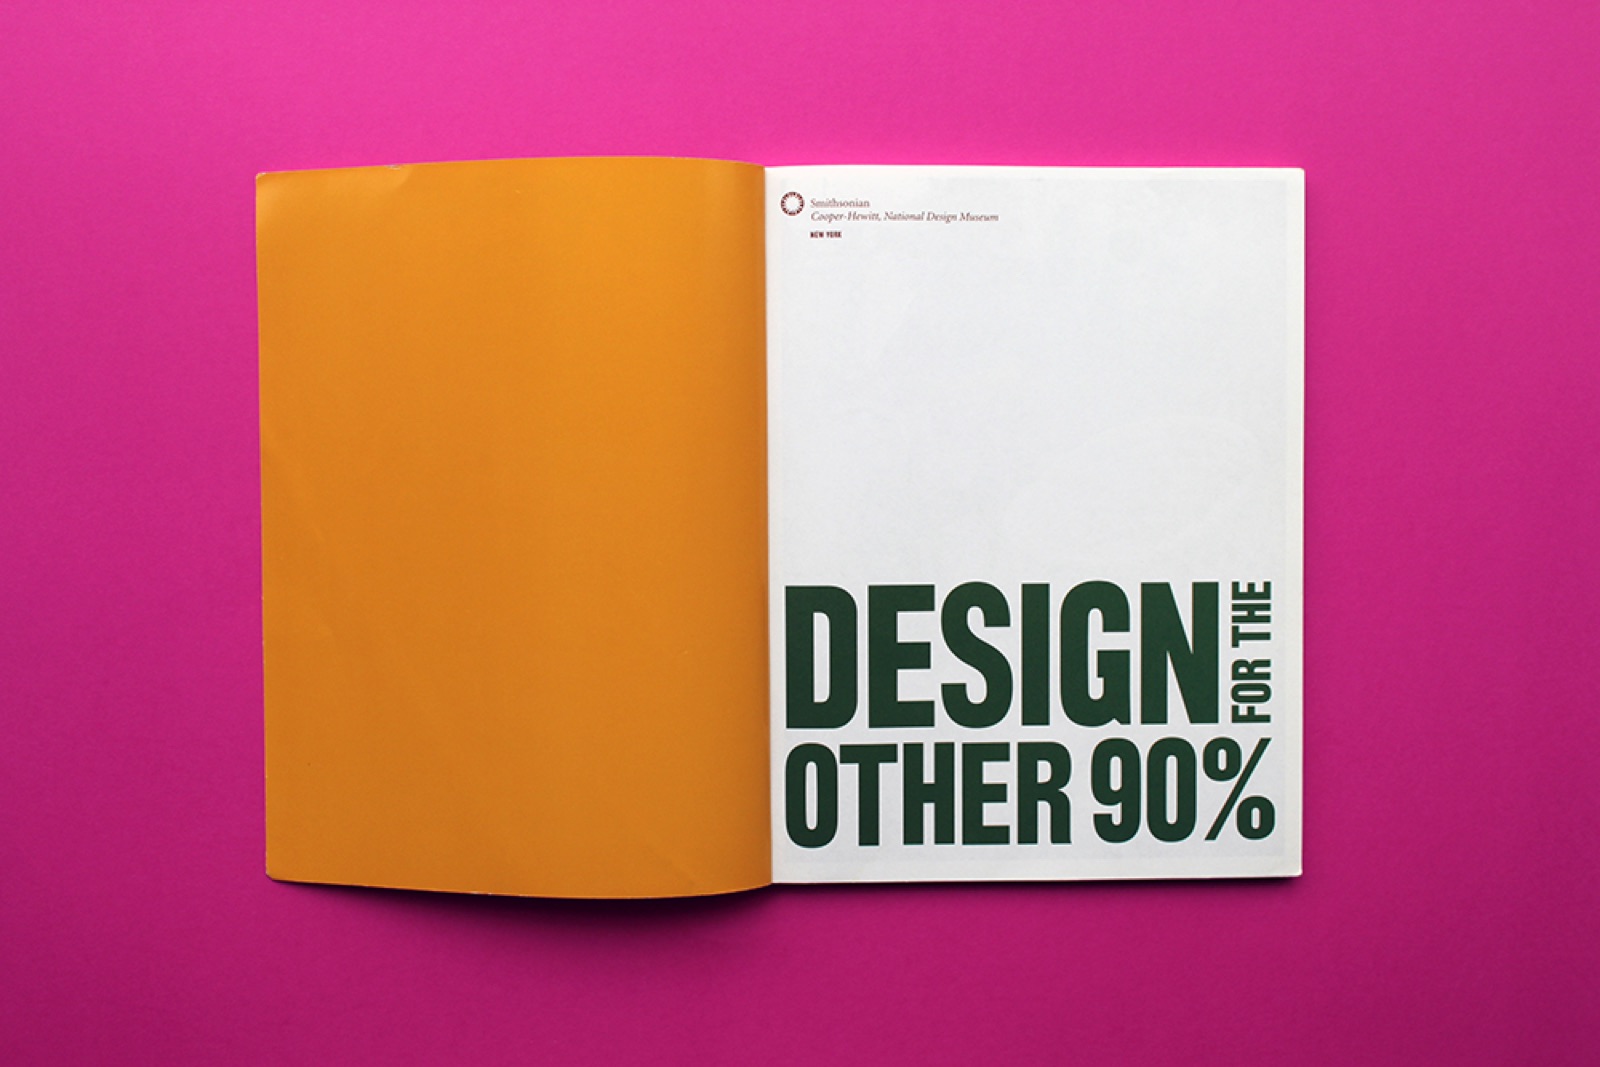 Smithsonian
Cooper-Hewitt, National Design Museum
NEW YORK
DESIGN
FOR THE
OTHER 90%